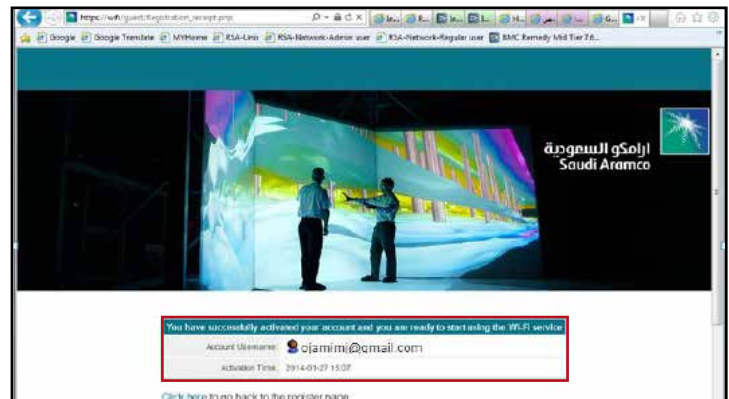 https://wifi/guest/Registration_receipt.php
Google Google Translate MYHome RSA-Unix RSA-Network-Admin user RSA-Network-Regular user BMC Remedy Mid Tier 7.6...
ارامكو السعودية
Saudi Aramco
You have successfully activated your account and you are ready to start using the Wi-Fi service
Account Username: ojamimi@gmail.com
Activation Time: 2014-01-27 15:07
Click here to go back to the register page